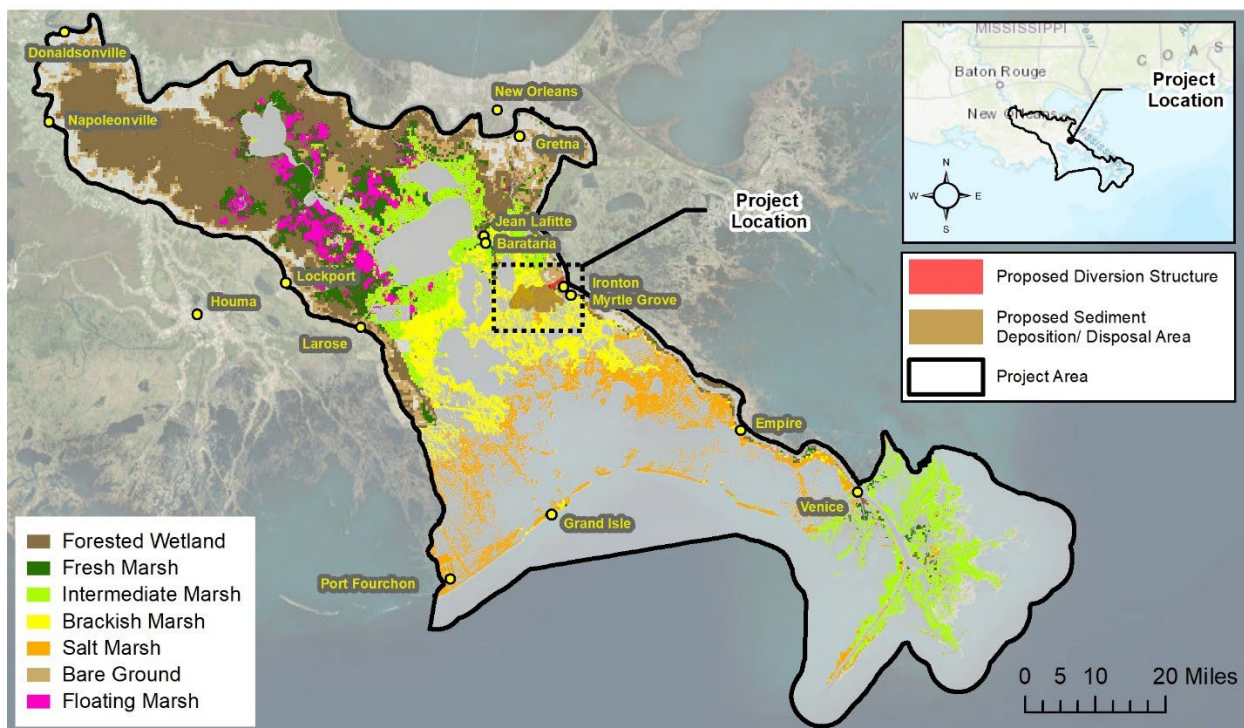 Donaldsonville
Napoleonville
New Orleans
Gretna
Project
Location
Jean Lafitte
Barataria
Ironton
Myrtle Grove
Lockport
Houma
Larose
Empire
Venice
Grand Isle
Port Fourchon
MISSISSIPPI
COAS
Baton Rouge
New Orleans
Project
Location
N
W
E
S
Proposed Diversion Structure
Proposed Sediment
Deposition/ Disposal Area
Project Area
Forested Wetland
Fresh Marsh
Intermediate Marsh
Brackish Marsh
Salt Marsh
Bare Ground
Floating Marsh
0 5 10 20 Miles